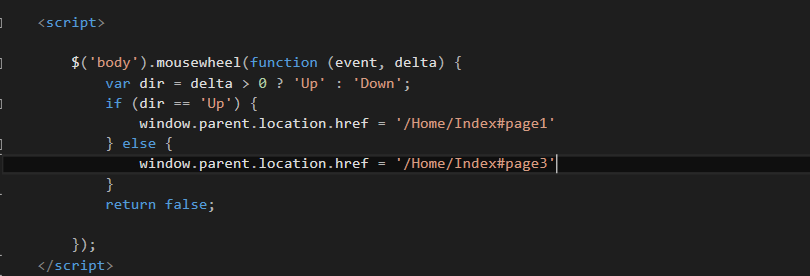 <script>
$('body').mousewheel(function (event, delta) {
var dir = delta > 0 ? 'Up' : 'Down';
if (dir == 'Up') {
window.parent.location.href = '/Home/Index#page1'
} else {
window.parent.location.href = '/Home/Index#page3'
}
return false;
});
</script>